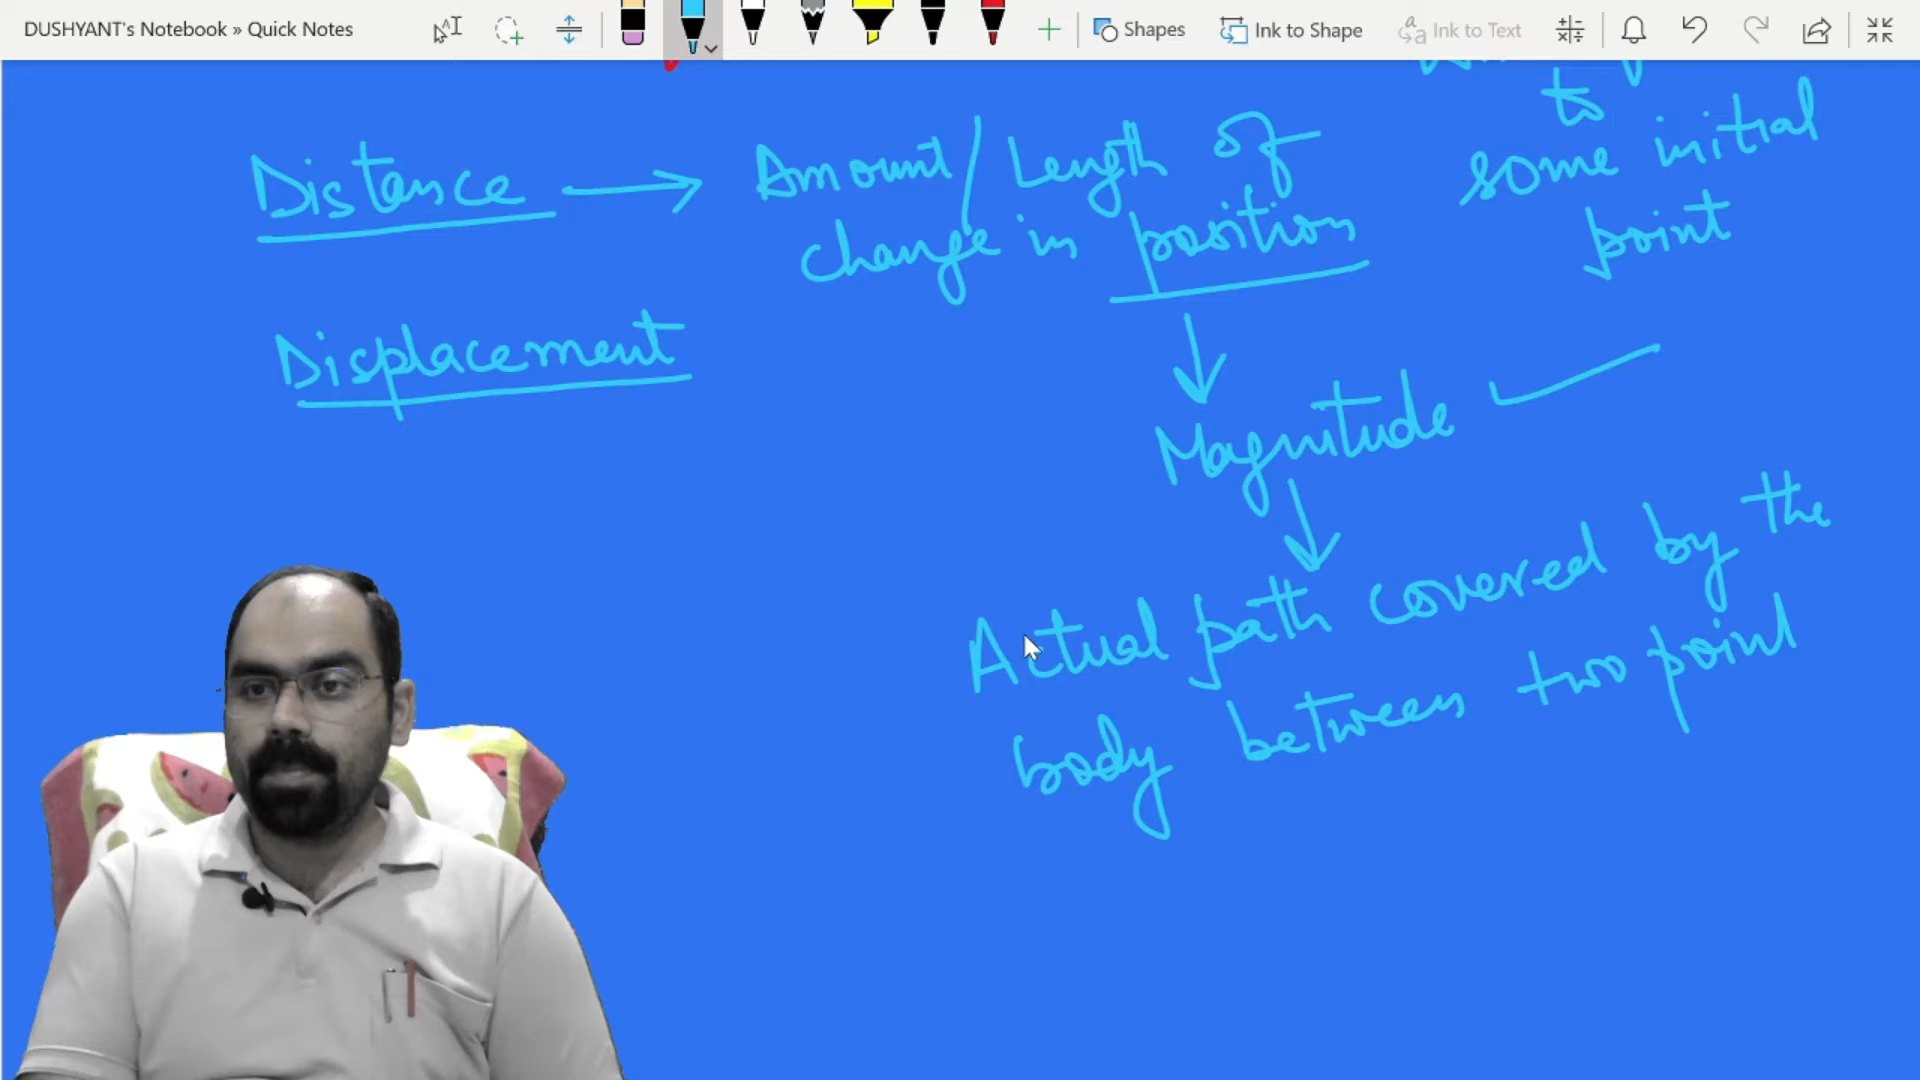 DUSHYANT's Notebook » Quick Notes
Shapes
Ink to Shape
Ink to Text
to
some initial
point
Distance → Amount/Length of
change in position
Displacement
Magnitude
Actual path covered by the
body between two point